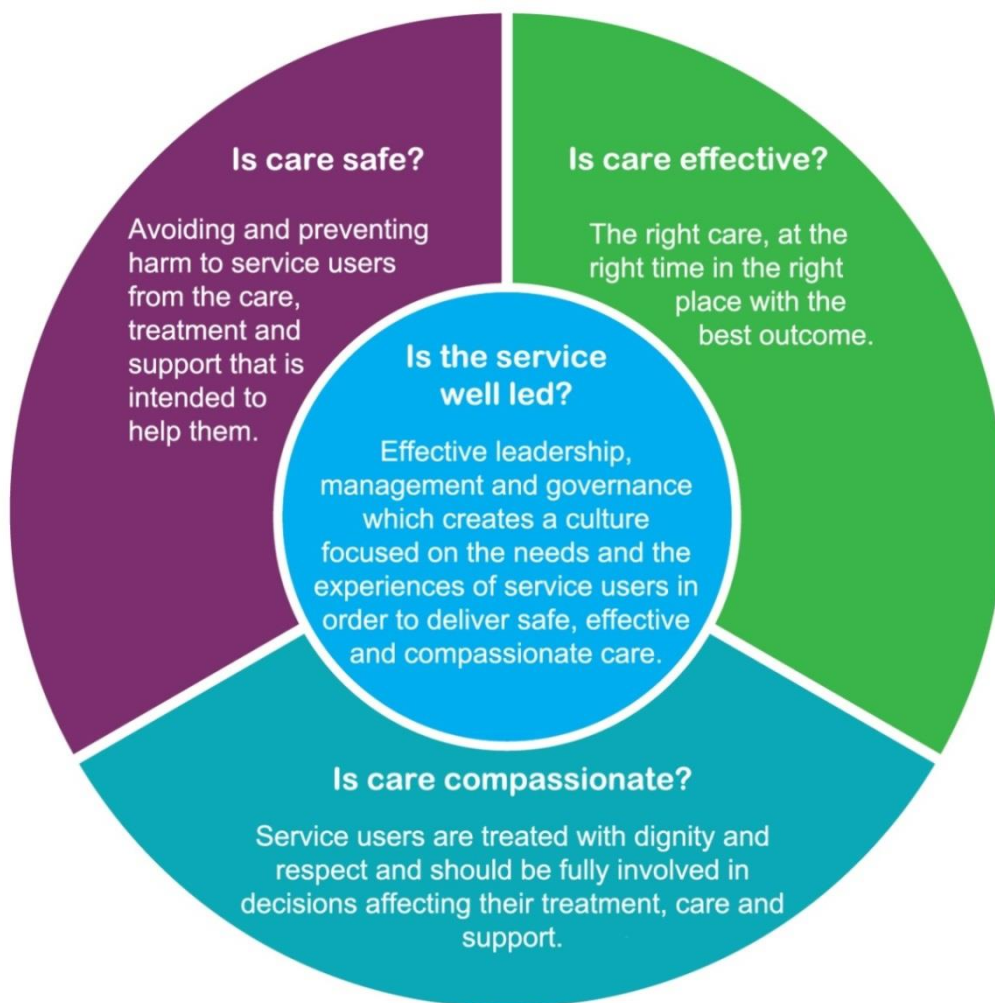 Is care safe?
Avoiding and preventing
harm to service users
from the care,
treatment and
support that is
intended to
help them.
Is care effective?
The right care, at the
right time in the right
place with the
best outcome.
Is the service
well led?
Effective leadership,
management and governance
which creates a culture
focused on the needs and the
experiences of service users in
order to deliver safe, effective
and compassionate care.
Is care compassionate?
Service users are treated with dignity and
respect and should be fully involved in
decisions affecting their treatment, care and
support.